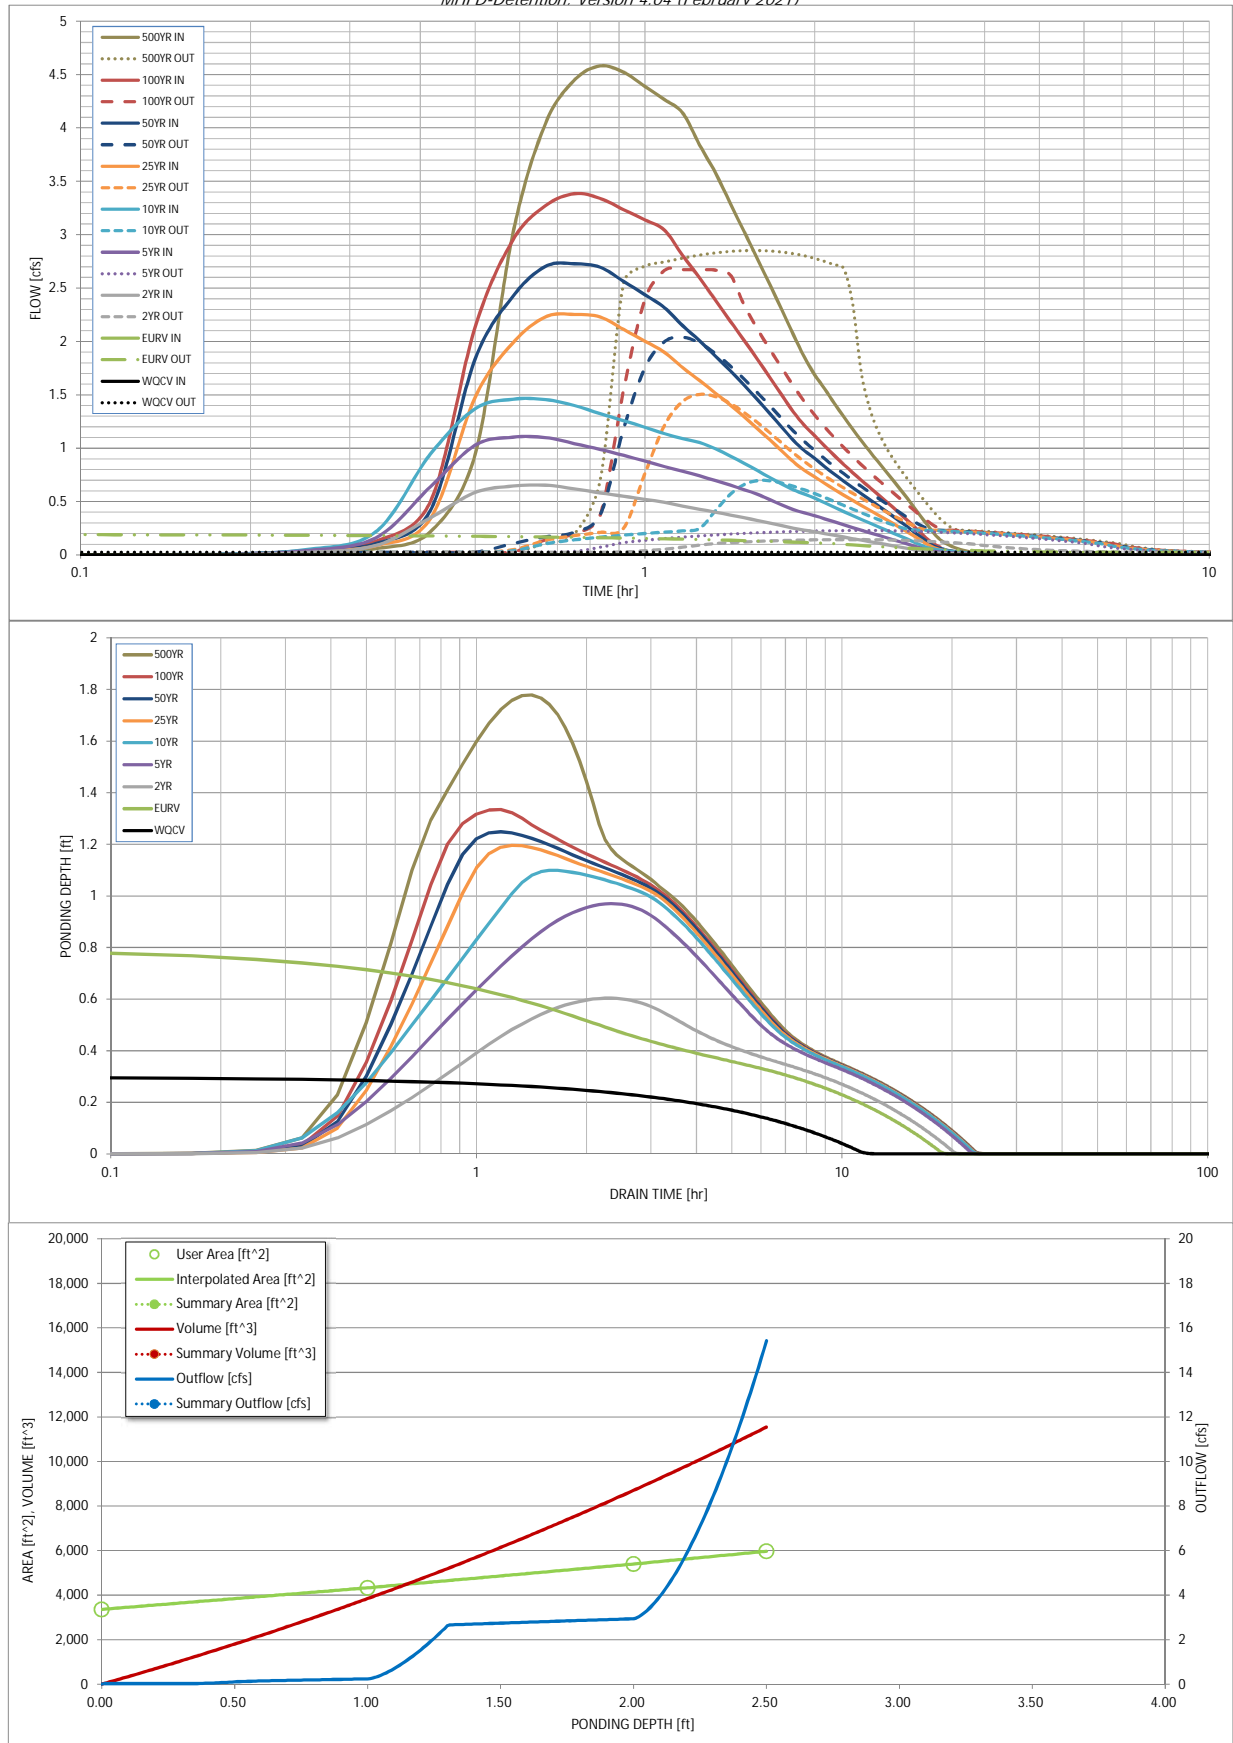 MHFD-Detention, Version 4.04 (February 2021)
5
4.5
4
3.5
3
2.5
2
1.5
1
0.5
0
FLOW [cfs]
500YR IN
500YR OUT
100YR IN
100YR OUT
50YR IN
50YR OUT
25YR IN
25YR OUT
10YR IN
10YR OUT
5YR IN
5YR OUT
2YR IN
2YR OUT
EURV IN
EURV OUT
WQCV IN
WQCV OUT
0.1
1
10
TIME [hr]
2
1.8
1.6
1.4
1.2
1
0.8
0.6
0.4
0.2
0
PONDING DEPTH [ft]
500YR
100YR
50YR
25YR
10YR
5YR
2YR
EURV
WQCV
0.1
1
10
100
DRAIN TIME [hr]
20,000
18,000
16,000
14,000
12,000
10,000
8,000
6,000
4,000
2,000
0
AREA [ft^2], VOLUME [ft^3]
User Area [ft^2]
Interpolated Area [ft^2]
Summary Area [ft^2]
Volume [ft^3]
Summary Volume [ft^3]
Outflow [cfs]
Summary Outflow [cfs]
20
18
16
14
12
10
8
6
4
2
0
OUTFLOW [cfs]
0.00
0.50
1.00
1.50
2.00
2.50
3.00
3.50
4.00
PONDING DEPTH [ft]